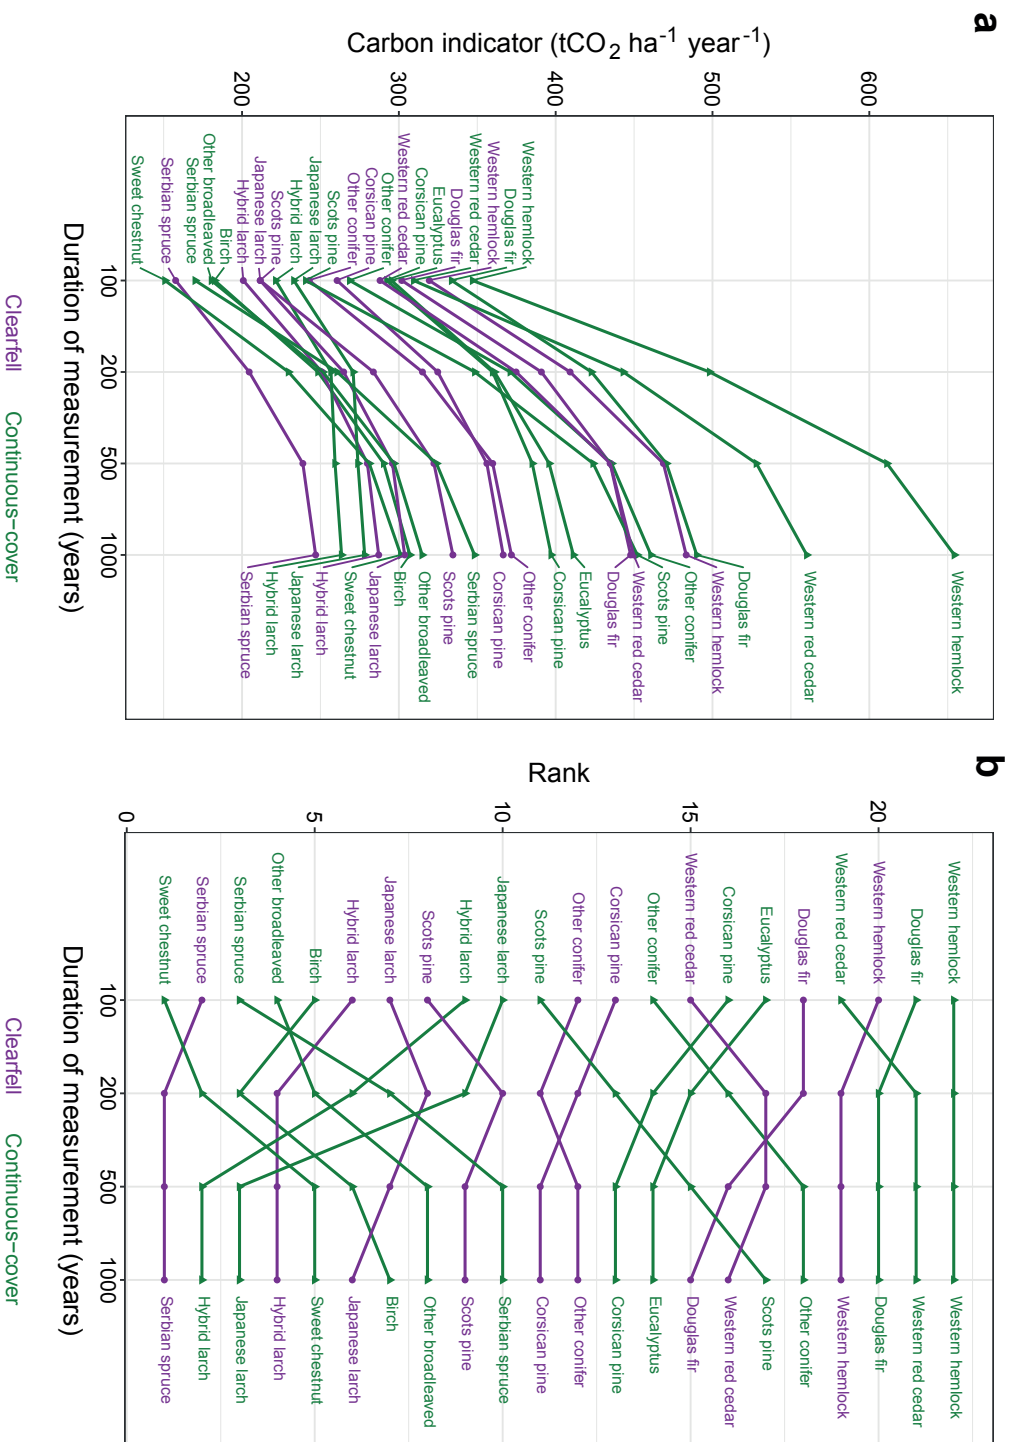 a
Carbon indicator (tCO2 ha-1 year-1)
200
300
400
500
600
Western hemlock
Douglas fir
Western hemlock
Western red cedar
Douglas fir
Eucalyptus
Corsican pine
Western red cedar
Other conifer
Corsican pine
Other conifer
Scots pine
Japanese larch
Hybrid larch
Scots pine
Japanese larch
Hybrid larch
Birch
Other broadleaved
Serbian spruce
Serbian spruce
Sweet chestnut
Western hemlock
Western red cedar
Douglas fir
Western hemlock
Other conifer
Scots pine
Western red cedar
Douglas fir
Eucalyptus
Corsican pine
Other conifer
Corsican pine
Serbian spruce
Scots pine
Other broadleaved
Birch
Japanese larch
Sweet chestnut
Hybrid larch
Japanese larch
Hybrid larch
Serbian spruce
100
200
500
1000
Duration of measurement (years)
Clearfell Continuous−cover
b
Rank
0
5
10
15
20
Western hemlock
Douglas fir
Western hemlock
Western red cedar
Douglas fir
Eucalyptus
Corsican pine
Western red cedar
Other conifer
Corsican pine
Other conifer
Scots pine
Japanese larch
Hybrid larch
Scots pine
Japanese larch
Hybrid larch
Birch
Other broadleaved
Serbian spruce
Serbian spruce
Sweet chestnut
Western hemlock
Western red cedar
Douglas fir
Western hemlock
Other conifer
Scots pine
Western red cedar
Douglas fir
Eucalyptus
Corsican pine
Other conifer
Corsican pine
Serbian spruce
Scots pine
Other broadleaved
Birch
Japanese larch
Sweet chestnut
Hybrid larch
Japanese larch
Hybrid larch
Serbian spruce
100
200
500
1000
Duration of measurement (years)
Clearfell Continuous−cover